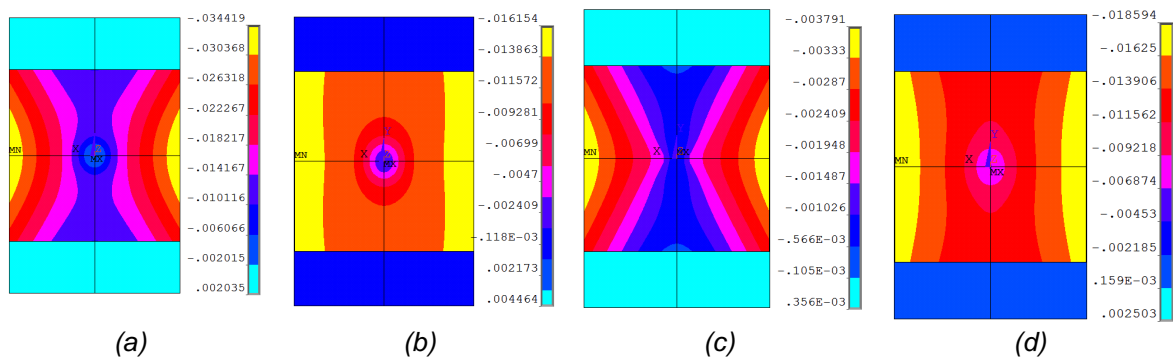 -.034419
-.030368
-.026318
-.022267
-.018217
-.014167
-.010116
-.006066
-.002015
.002035
MN
X
MX
(a)
-.016154
-.013863
-.011572
-.009281
-.00699
-.0047
-.002409
-.118E-03
.002173
.004464
Y
X
MN
MX
(b)
-.003791
-.00333
-.00287
-.002409
-.001948
-.001487
-.001026
-.566E-03
-.105E-03
.356E-03
Y
X
MN
MX
(c)
-.018594
-.01625
-.013906
-.011562
-.009218
-.006874
-.00453
-.002185
.159E-03
.002503
Y
X
MN
MX
(d)